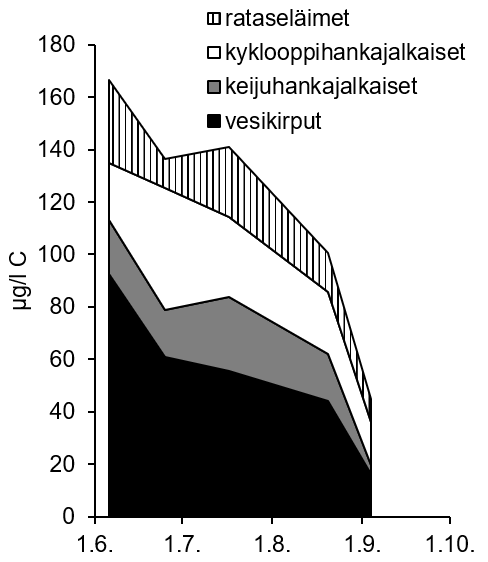 rataseläimet
kyklooppihankajalkaiset
keijuhankajalkaiset
vesikirput
180
160
140
120
100
80
60
40
20
0
µg/l C
1.6. 1.7. 1.8. 1.9. 1.10.